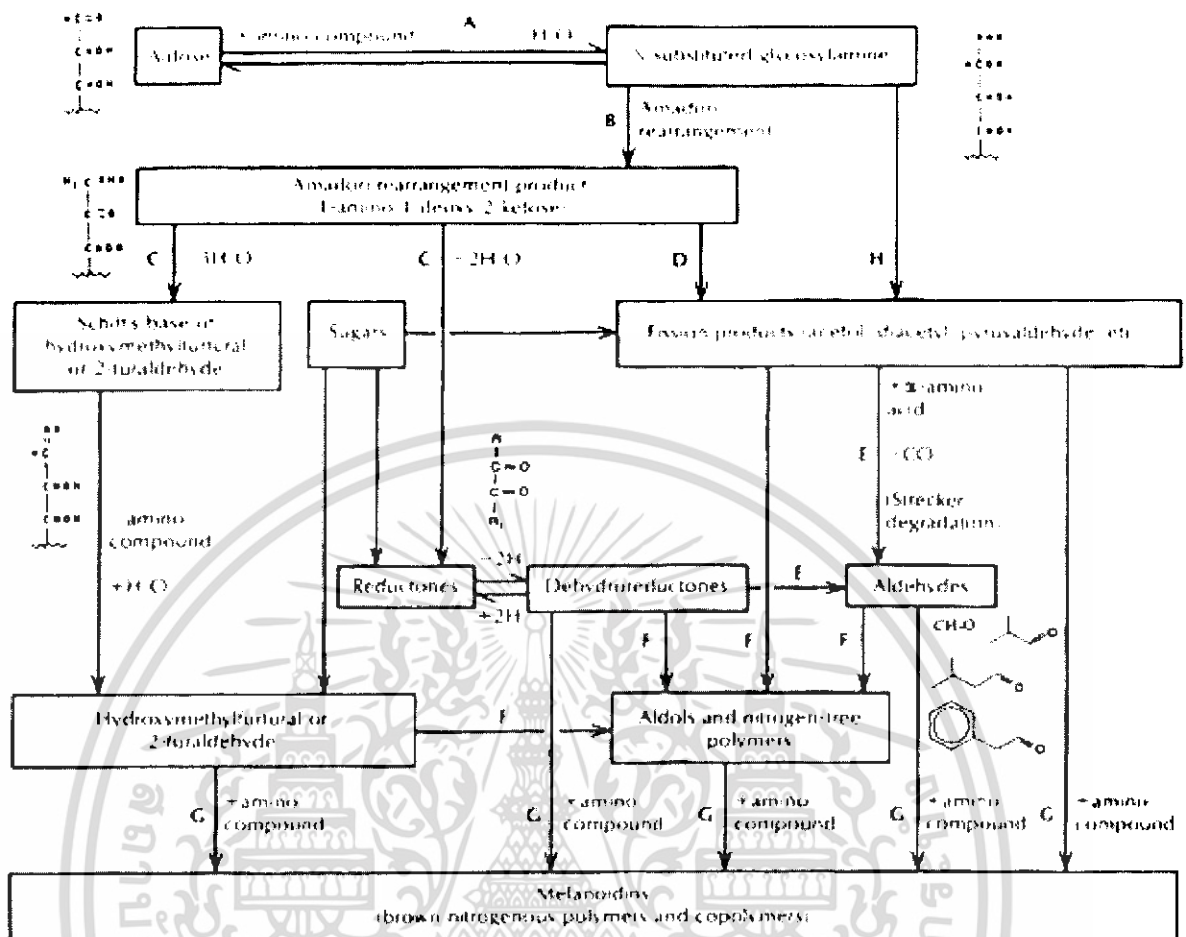 A
Aldose
+ amino compound
-H2O
N-substituted glycosylamine
B
Amadori
rearrangement
Amadori rearrangement product
1-amino-1-deoxy-2-ketose
C
-3H2O
C
-2H2O
D
H
Schiff's base of
hydroxymethylfurfural
or 2-furaldehyde
Sugars
Fission products (acetol, diacetyl, pyruvaldehyde, etc.
+ α-amino
acid
E
-CO
(Strecker
degradation)
C=O
C=O
amino
compound
+H2O
Reductones
-2H
+2H
Dehydroreductones
E
Aldehydes
CH2O
F
F
F
Hydroxymethylfurfural or
2-furaldehyde
F
Aldols and nitrogen-free
polymers
G
+amino
compound
G
+amino
compound
G
+amino
compound
G
+amino
compound
G
+amino
compound
Melanoidins
(brown nitrogenous polymers and copolymers)